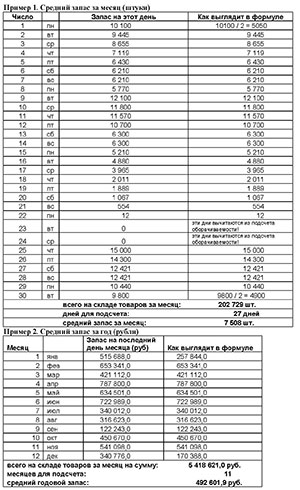 Пример 1. Средний запас за месяц (штуки)
Число Запас на этот день Как выглядит в формуле
1 пн 10 100 10100 / 2 = 5050
2 вт 9 445 9 445
3 ср 8 655 8 655
4 чт 7 119 7 119
5 пт 6 430 6 430
6 сб 6 210 6 210
7 вс 6 210 6 210
8 пн 5 770 5 770
9 вт 12 100 12 100
10 ср 11 800 11 800
11 чт 11 570 11 570
12 пт 10 700 10 700
13 сб 6 300 6 300
14 вс 6 300 6 300
15 пн 5 210 5 210
16 вт 4 880 4 880
17 ср 3 965 3 965
18 чт 2 011 2 011
19 пт 1 889 1 889
20 сб 1 067 1 067
21 вс 554 554
22 пн 12 12
23 вт 0 эти дни вычитаются из подсчета оборачиваемости!
24 ср 0 эти дни вычитаются из подсчета оборачиваемости!
25 чт 15 000 15 000
26 пт 14 300 14 300
27 сб 12 421 12 421
28 вс 12 421 12 421
29 пн 10 440 10 440
30 вт 9 800 9800 / 2 = 4900
всего на складе товаров за месяц: 202 729 шт.
дней для подсчета: 27 дней
средний запас за месяц: 7 508 шт.
Пример 2. Средний запас за год (рубли)
Месяц Запас на последний день месяца (руб) Как выглядит в формуле
1 янв 515 688,0 257 844,0
2 фев 653 341,0 653 341,0
3 мар 421 112,0 421 112,0
4 апр 787 800,0 787 800,0
5 май 634 501,0 634 501,0
6 июн 722 989,0 722 989,0
7 июл 340 012,0 340 012,0
8 авг 316 623,0 316 623,0
9 сен 122 243,0 122 243,0
10 окт 450 670,0 450 670,0
11 ноя 541 098,0 541 098,0
12 дек 340 776,0 170 388,0
всего на складе товаров за месяц на сумму: 5 418 621,0 руб.
месяцев для подсчета: 11
средний годовой запас: 492 601,9 руб.